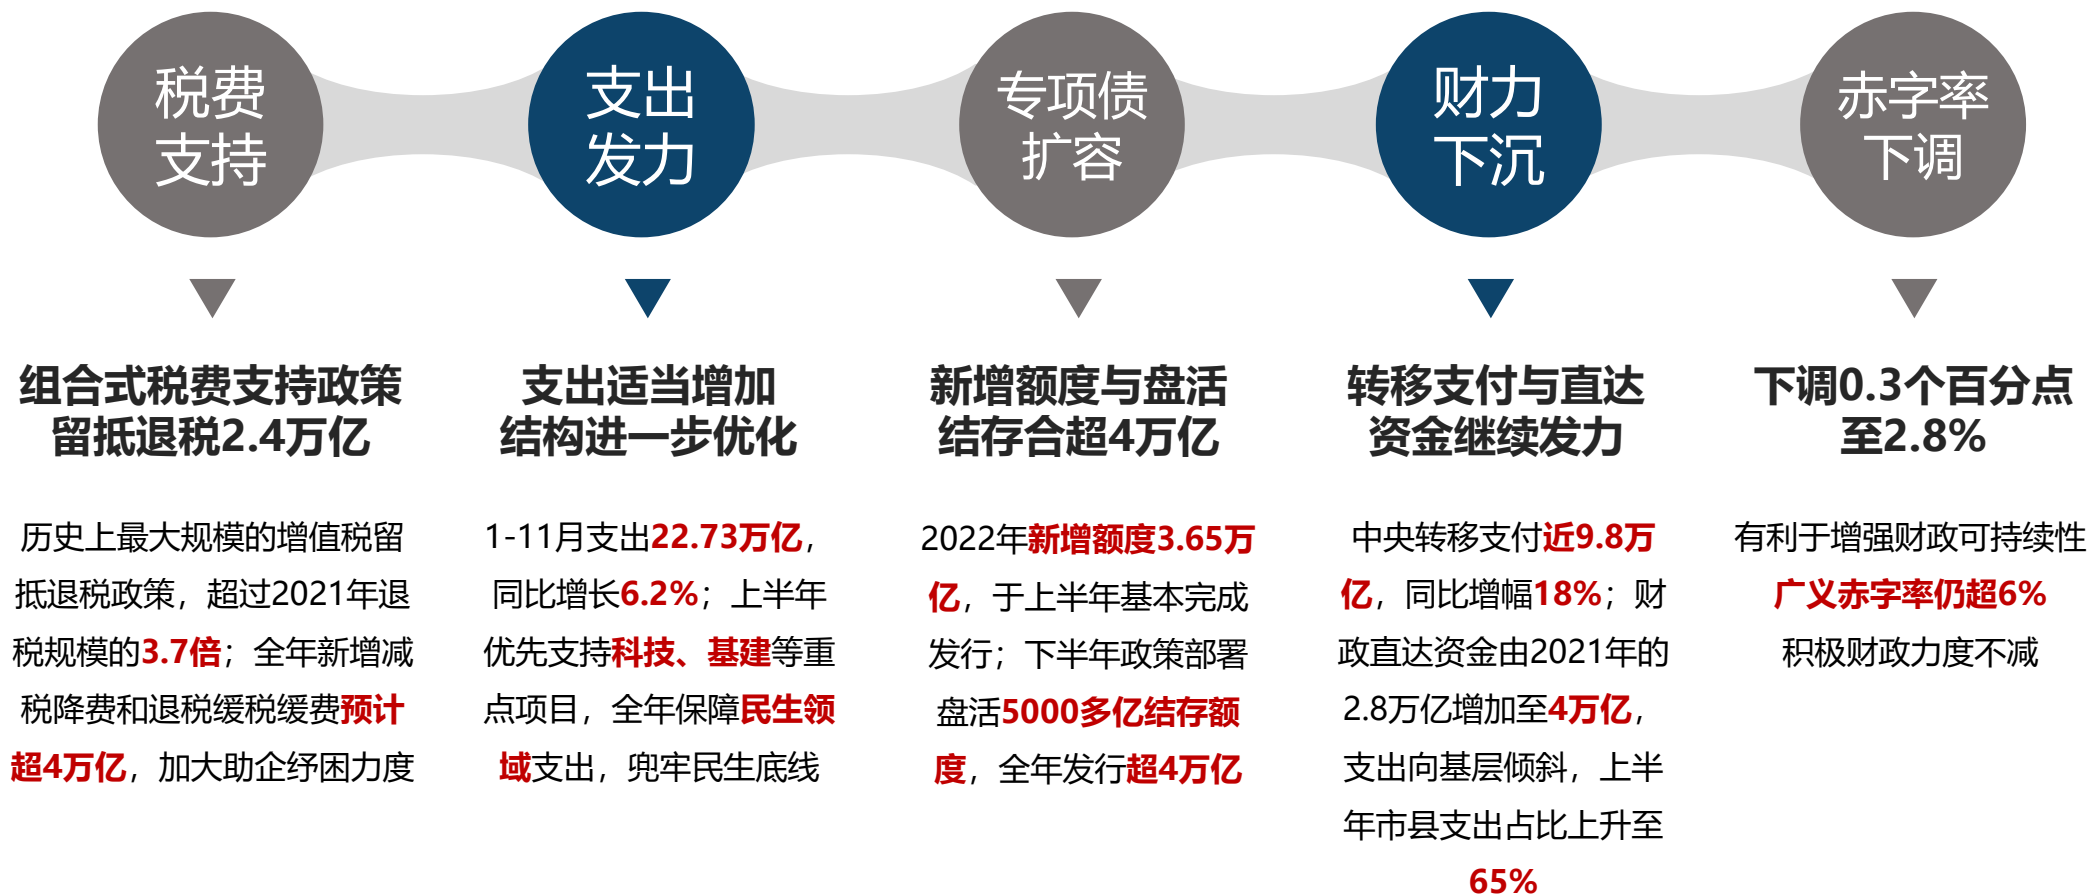 税费
支持
支出
发力
专项债
扩容
财力
下沉
赤字率
下调
组合式税费支持政策
留抵退税2.4万亿
历史上最大规模的增值税留
抵退税政策，超过2021年退
税规模的3.7倍；全年新增减
税降费和退税缓税缓费预计
超4万亿，加大助企纾困力度
支出适当增加
结构进一步优化
1-11月支出22.73万亿，
同比增长6.2%；上半年
优先支持科技、基建等重
点项目，全年保障民生领
域支出，兜牢民生底线
新增额度与盘活
结存合超4万亿
2022年新增额度3.65万
亿，于上半年基本完成
发行；下半年政策部署
盘活5000多亿结存额
度，全年发行超4万亿
转移支付与直达
资金继续发力
中央转移支付近9.8万
亿，同比增幅18%；财
政直达资金由2021年的
2.8万亿增加至4万亿，
支出向基层倾斜，上半
年市县支出占比上升至
65%
下调0.3个百分点
至2.8%
有利于增强财政可持续性
广义赤字率仍超6%
积极财政力度不减